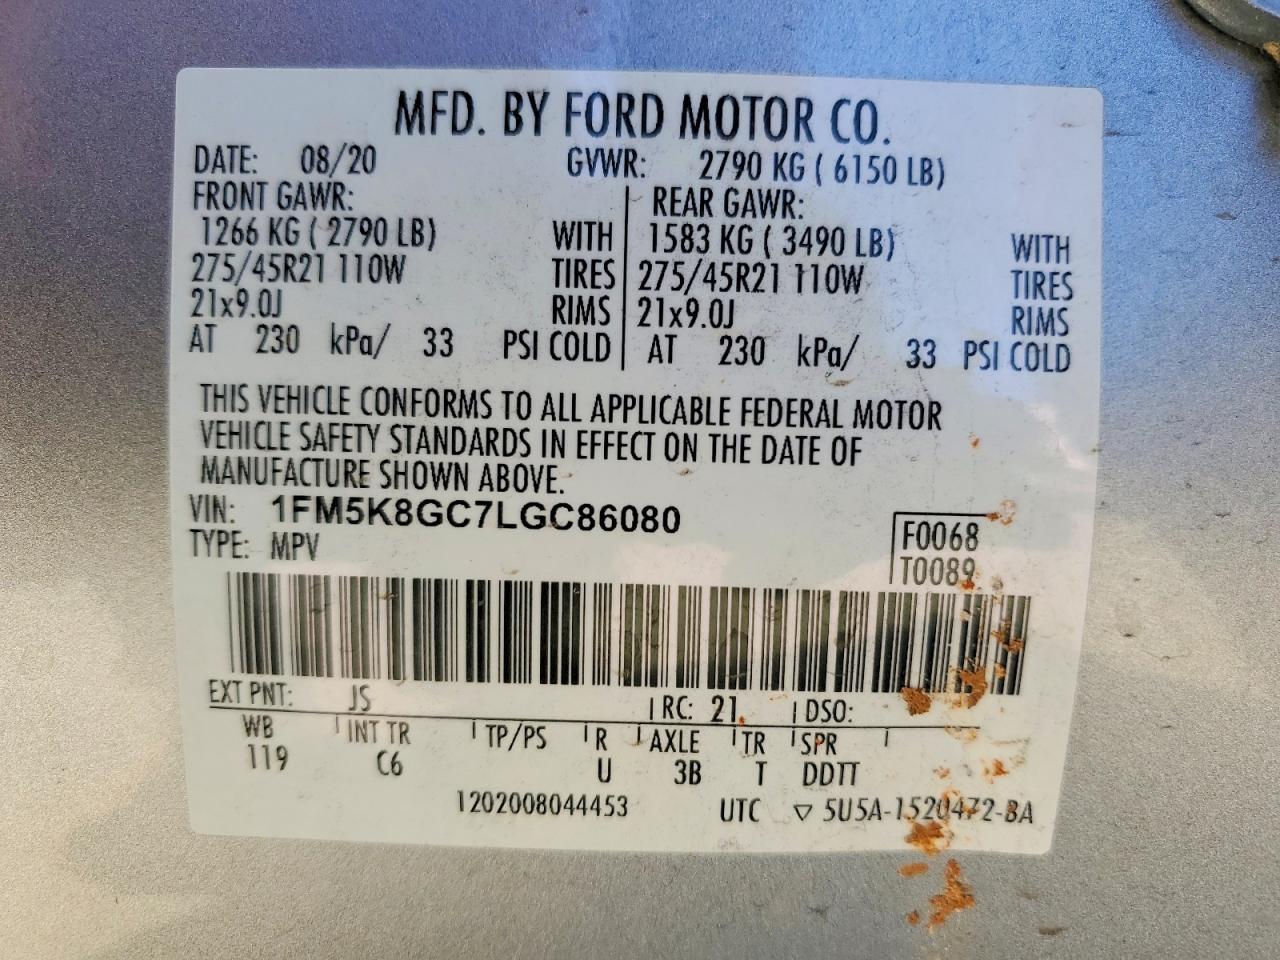 MFD. BY FORD MOTOR CO.
DATE: 08/20 GVWR: 2790 KG ( 6150 LB)
FRONT GAWR: REAR GAWR:
1266 KG ( 2790 LB) WITH 1583 KG ( 3490 LB) WITH
275/45R21 110W TIRES 275/45R21 110W TIRES
21x9.0J RIMS 21x9.0J RIMS
AT 230 kPa/ 33 PSI COLD AT 230 kPa/ 33 PSI COLD
THIS VEHICLE CONFORMS TO ALL APPLICABLE FEDERAL MOTOR
VEHICLE SAFETY STANDARDS IN EFFECT ON THE DATE OF
MANUFACTURE SHOWN ABOVE.
VIN: 1FM5K8GC7LGC86080
TYPE: MPV
F0068
T0089
EXT PNT: JS RC: 21 DSO:
WB INT TR TP/PS R AXLE TR SPR
119 C6 U 3B T DDTT
1202008044453 UTC ▽ 5U5A-1520472-BA